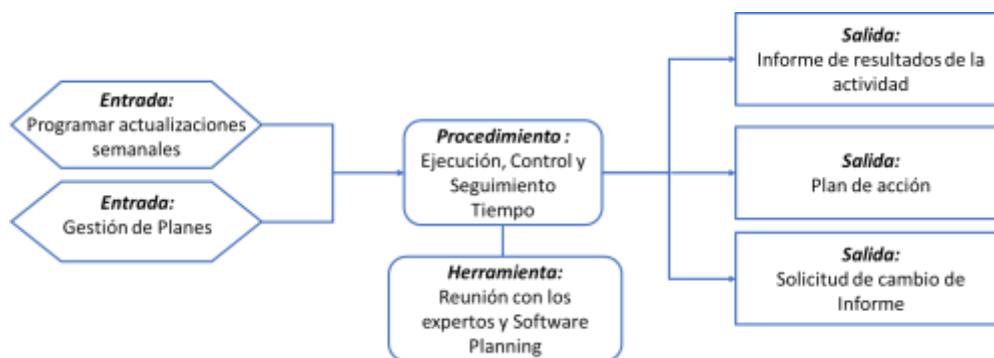 Entrada:
Programar actualizaciones
semanales
Entrada:
Gestión de Planes
Procedimiento :
Ejecución, Control y
Seguimiento
Tiempo
Herramienta:
Reunión con los
expertos y Software
Planning
Salida:
Informe de resultados de la
actividad
Salida:
Plan de acción
Salida:
Solicitud de cambio de
Informe